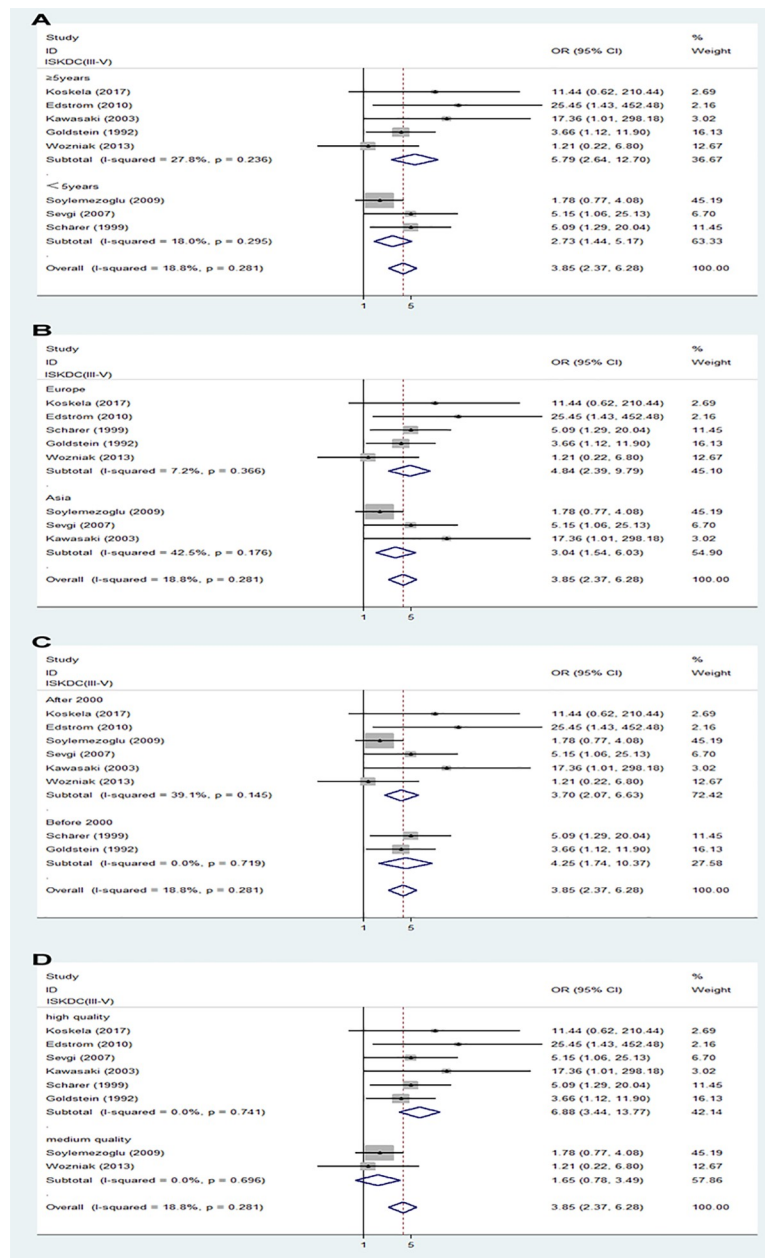 A
Study %
ID OR (95% CI) Weight
ISKDC(III-V)
≥5years
Koskela (2017) 11.44 (0.62, 210.44) 2.69
Edström (2010) 25.45 (1.43, 452.48) 2.16
Kawasaki (2003) 17.36 (1.01, 298.18) 3.02
Goldstein (1992) 3.66 (1.12, 11.90) 16.13
Wozniak (2013) 1.21 (0.22, 6.80) 12.67
Subtotal (I-squared = 27.8%, p = 0.236) 5.79 (2.64, 12.70) 36.67
.
< 5years
Soylemezoglu (2009) 1.78 (0.77, 4.08) 45.19
Sevgi (2007) 5.15 (1.06, 25.13) 6.70
Schärer (1999) 5.09 (1.29, 20.04) 11.45
Subtotal (I-squared = 18.0%, p = 0.295) 2.73 (1.44, 5.17) 63.33
.
Overall (I-squared = 18.8%, p = 0.281) 3.85 (2.37, 6.28) 100.00
1 5
B
Study %
ID OR (95% CI) Weight
ISKDC(III-V)
Europe
Koskela (2017) 11.44 (0.62, 210.44) 2.69
Edström (2010) 25.45 (1.43, 452.48) 2.16
Schärer (1999) 5.09 (1.29, 20.04) 11.45
Goldstein (1992) 3.66 (1.12, 11.90) 16.13
Wozniak (2013) 1.21 (0.22, 6.80) 12.67
Subtotal (I-squared = 7.2%, p = 0.366) 4.84 (2.39, 9.79) 45.10
.
Asia
Soylemezoglu (2009) 1.78 (0.77, 4.08) 45.19
Sevgi (2007) 5.15 (1.06, 25.13) 6.70
Kawasaki (2003) 17.36 (1.01, 298.18) 3.02
Subtotal (I-squared = 42.5%, p = 0.176) 3.04 (1.54, 6.03) 54.90
.
Overall (I-squared = 18.8%, p = 0.281) 3.85 (2.37, 6.28) 100.00
1 5
C
Study %
ID OR (95% CI) Weight
ISKDC(III-V)
After 2000
Koskela (2017) 11.44 (0.62, 210.44) 2.69
Edström (2010) 25.45 (1.43, 452.48) 2.16
Soylemezoglu (2009) 1.78 (0.77, 4.08) 45.19
Sevgi (2007) 5.15 (1.06, 25.13) 6.70
Kawasaki (2003) 17.36 (1.01, 298.18) 3.02
Wozniak (2013) 1.21 (0.22, 6.80) 12.67
Subtotal (I-squared = 39.1%, p = 0.145) 3.70 (2.07, 6.63) 72.42
.
Before 2000
Schärer (1999) 5.09 (1.29, 20.04) 11.45
Goldstein (1992) 3.66 (1.12, 11.90) 16.13
Subtotal (I-squared = 0.0%, p = 0.719) 4.25 (1.74, 10.37) 27.58
.
Overall (I-squared = 18.8%, p = 0.281) 3.85 (2.37, 6.28) 100.00
1 5
D
Study %
ID OR (95% CI) Weight
ISKDC(III-V)
high quality
Koskela (2017) 11.44 (0.62, 210.44) 2.69
Edström (2010) 25.45 (1.43, 452.48) 2.16
Sevgi (2007) 5.15 (1.06, 25.13) 6.70
Kawasaki (2003) 17.36 (1.01, 298.18) 3.02
Schärer (1999) 5.09 (1.29, 20.04) 11.45
Goldstein (1992) 3.66 (1.12, 11.90) 16.13
Subtotal (I-squared = 0.0%, p = 0.741) 6.88 (3.44, 13.77) 42.14
.
medium quality
Soylemezoglu (2009) 1.78 (0.77, 4.08) 45.19
Wozniak (2013) 1.21 (0.22, 6.80) 12.67
Subtotal (I-squared = 0.0%, p = 0.696) 1.65 (0.78, 3.49) 57.86
.
Overall (I-squared = 18.8%, p = 0.281) 3.85 (2.37, 6.28) 100.00
1 5